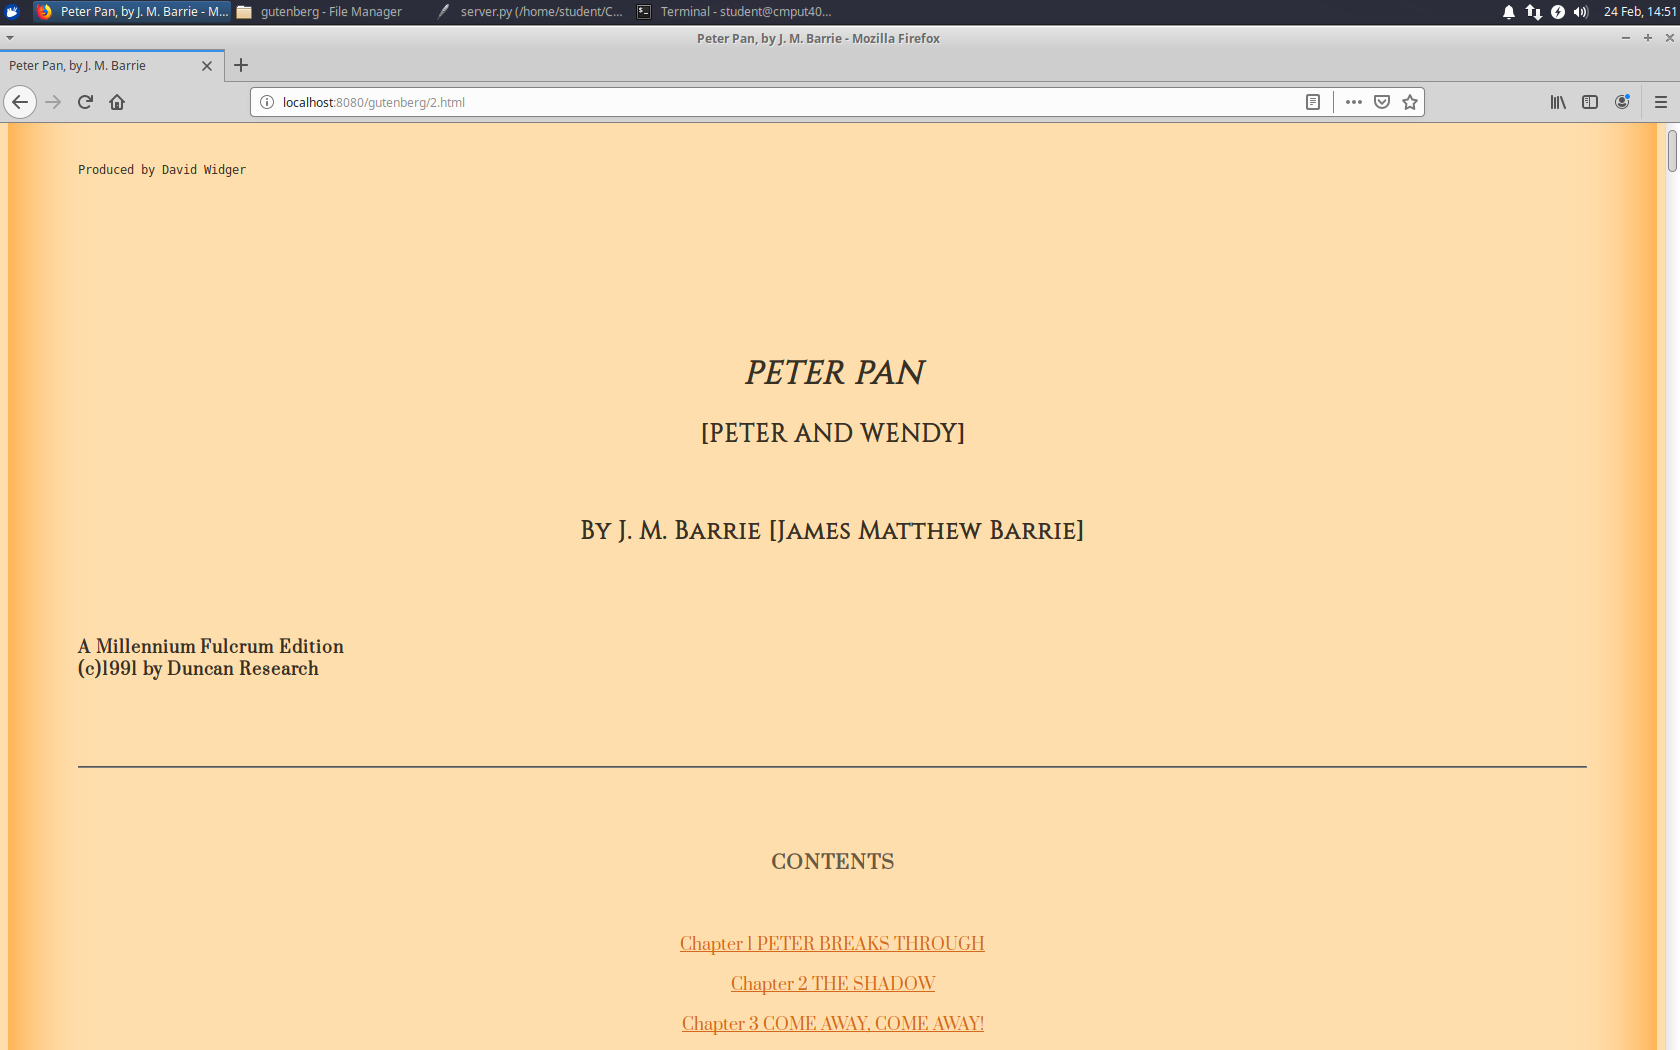 Peter Pan, by J. M. Barrie - M...
gutenberg - File Manager
server.py (/home/student/C...
Terminal - student@cmput40...
24 Feb, 14:51
Peter Pan, by J. M. Barrie - Mozilla Firefox
Peter Pan, by J. M. Barrie
localhost:8080/gutenberg/2.html
Produced by David Widger
PETER PAN
[PETER AND WENDY]
By J. M. Barrie [James Matthew Barrie]
A Millennium Fulcrum Edition
(c)1991 by Duncan Research
CONTENTS
Chapter 1 PETER BREAKS THROUGH
Chapter 2 THE SHADOW
Chapter 3 COME AWAY, COME AWAY!